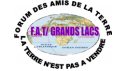 FORUM DES AMIS DE LA TERRE
F.A.T/ GRANDS LACS
LA TERRE N'EST PAS A VENDRE